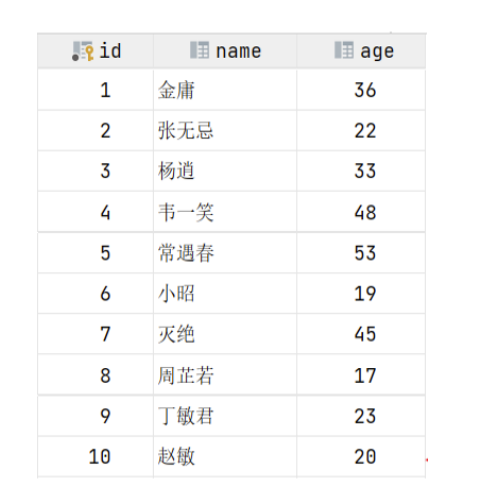 id name age
1 金庸 36
2 张无忌 22
3 杨逍 33
4 韦一笑 48
5 常遇春 53
6 小昭 19
7 灭绝 45
8 周芷若 17
9 丁敏君 23
10 赵敏 20